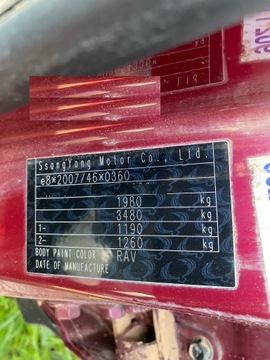 SsangYong Motor Co., Ltd.
e8*2007/46*0360
1980 kg
3480 kg
1- 1190 kg
2- 1260 kg
BODY PAINT COLOR RAV
DATE OF MANUFACTURE